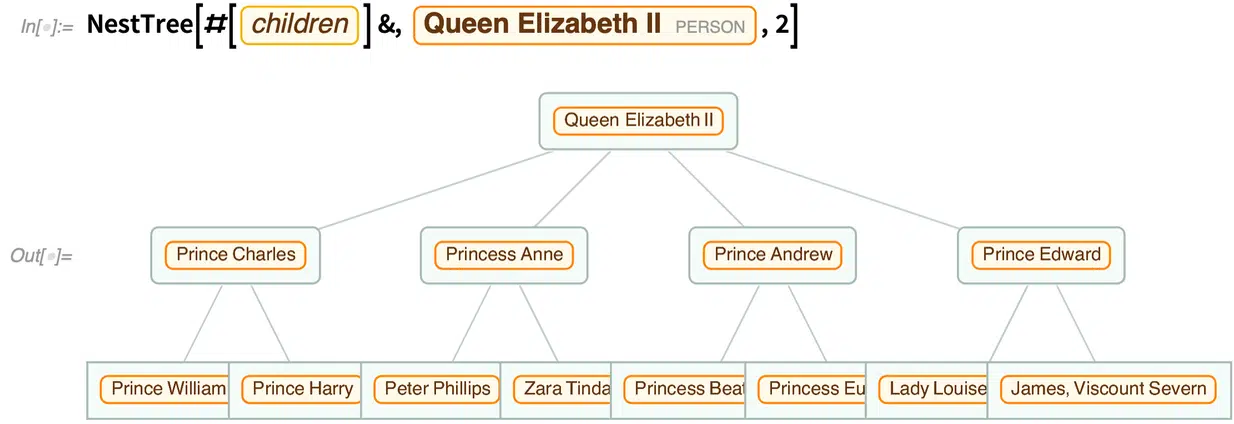 In[•]:= NestTree[#[children] &, Queen Elizabeth II PERSON, 2]
Queen Elizabeth II
Out[•]=
Prince Charles Princess Anne Prince Andrew Prince Edward
Prince William Prince Harry Peter Phillips Zara Tinda Princess Beat Princess Eu Lady Louise James, Viscount Severn